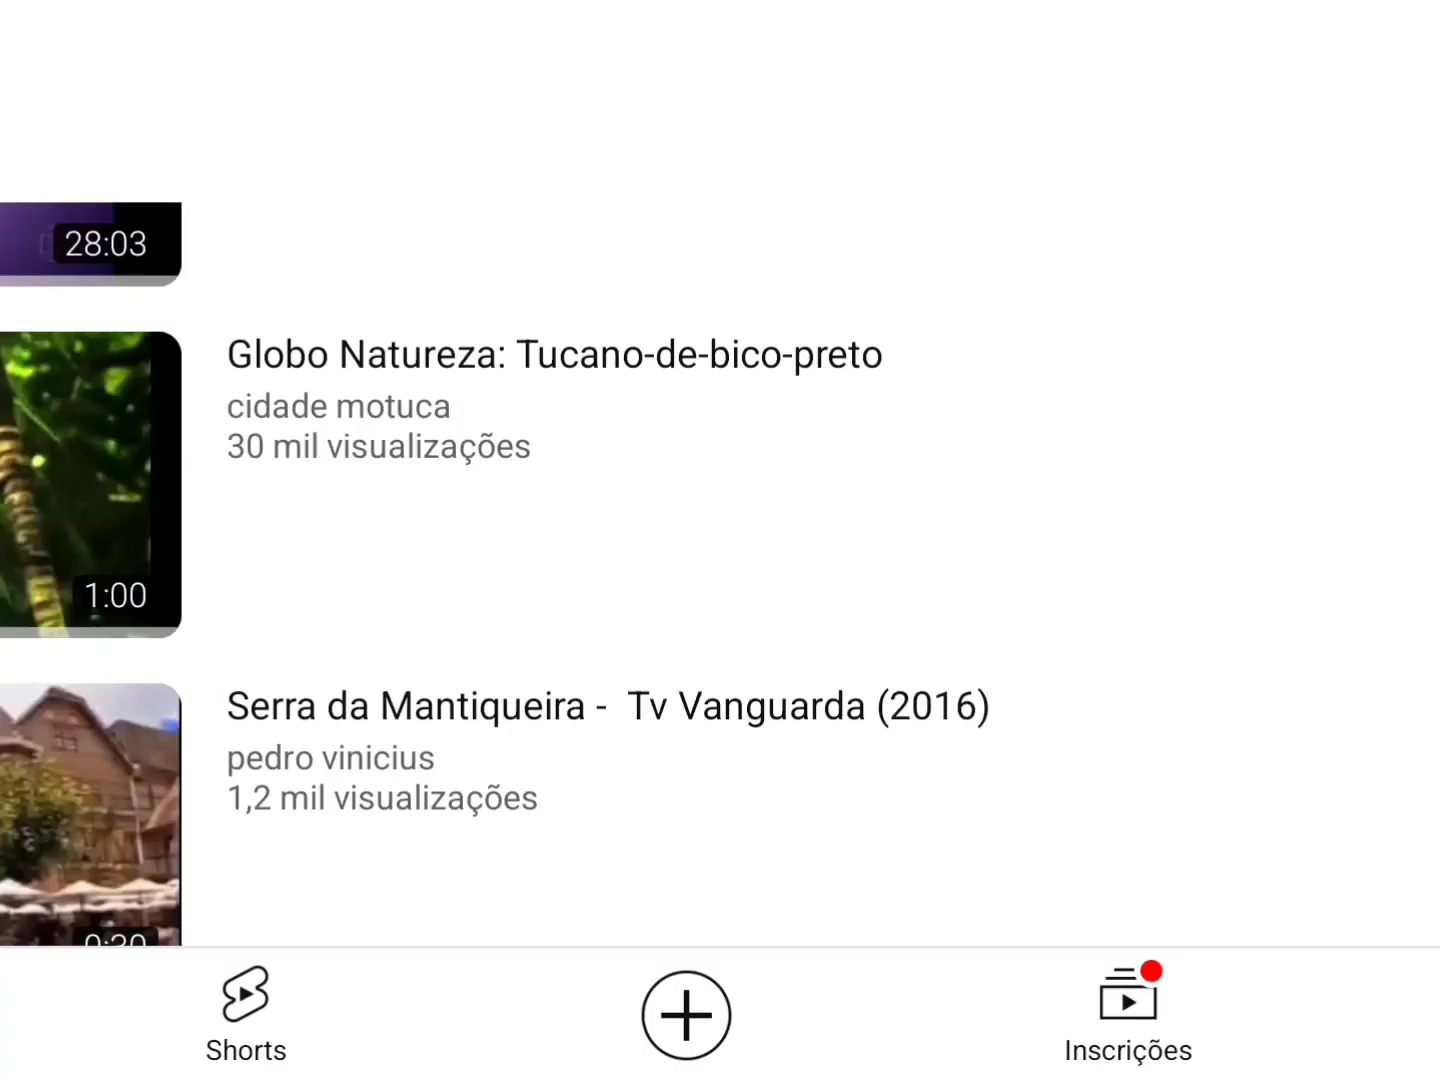 28:03
Globo Natureza: Tucano-de-bico-preto
cidade motuca
30 mil visualizações
1:00
Serra da Mantiqueira - Tv Vanguarda (2016)
pedro vinicius
1,2 mil visualizações
Shorts
Inscrições